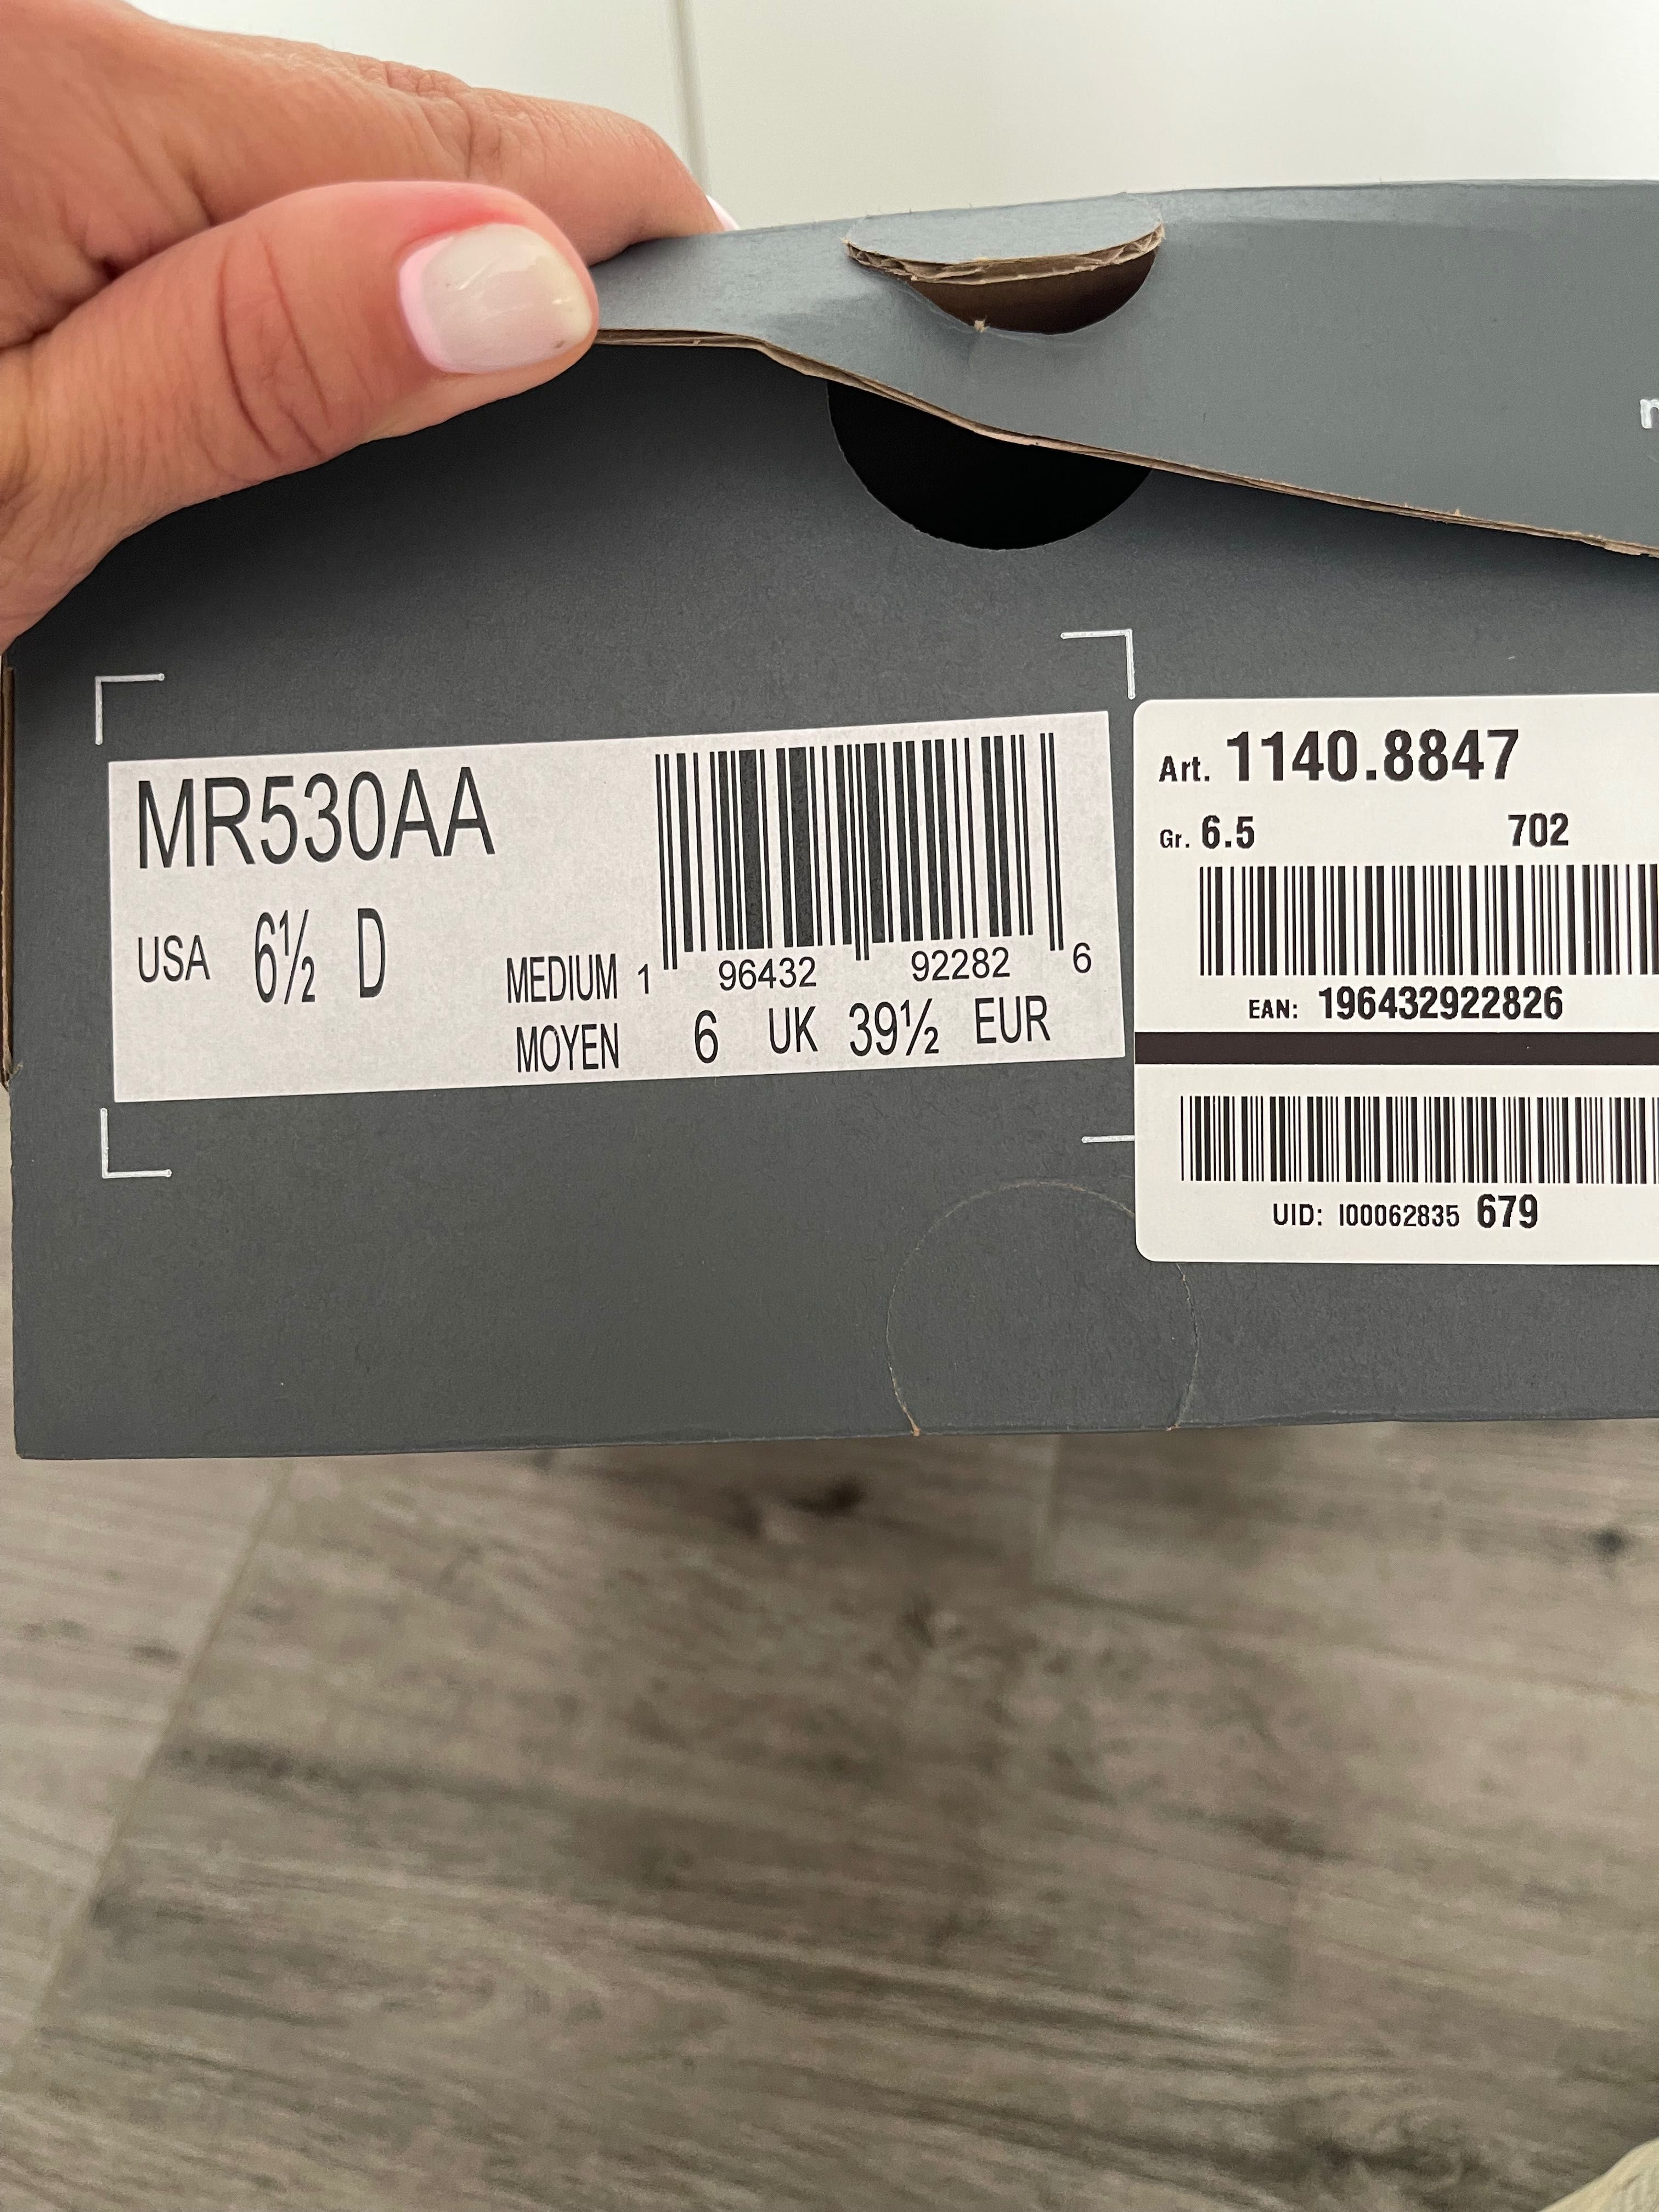 MR530AA
USA 6½ D
MEDIUM
MOYEN
1 96432 92282 6
6 UK 39½ EUR
Art. 1140.8847
Gr. 6.5 702
EAN: 196432922826
UID: I00062835 679